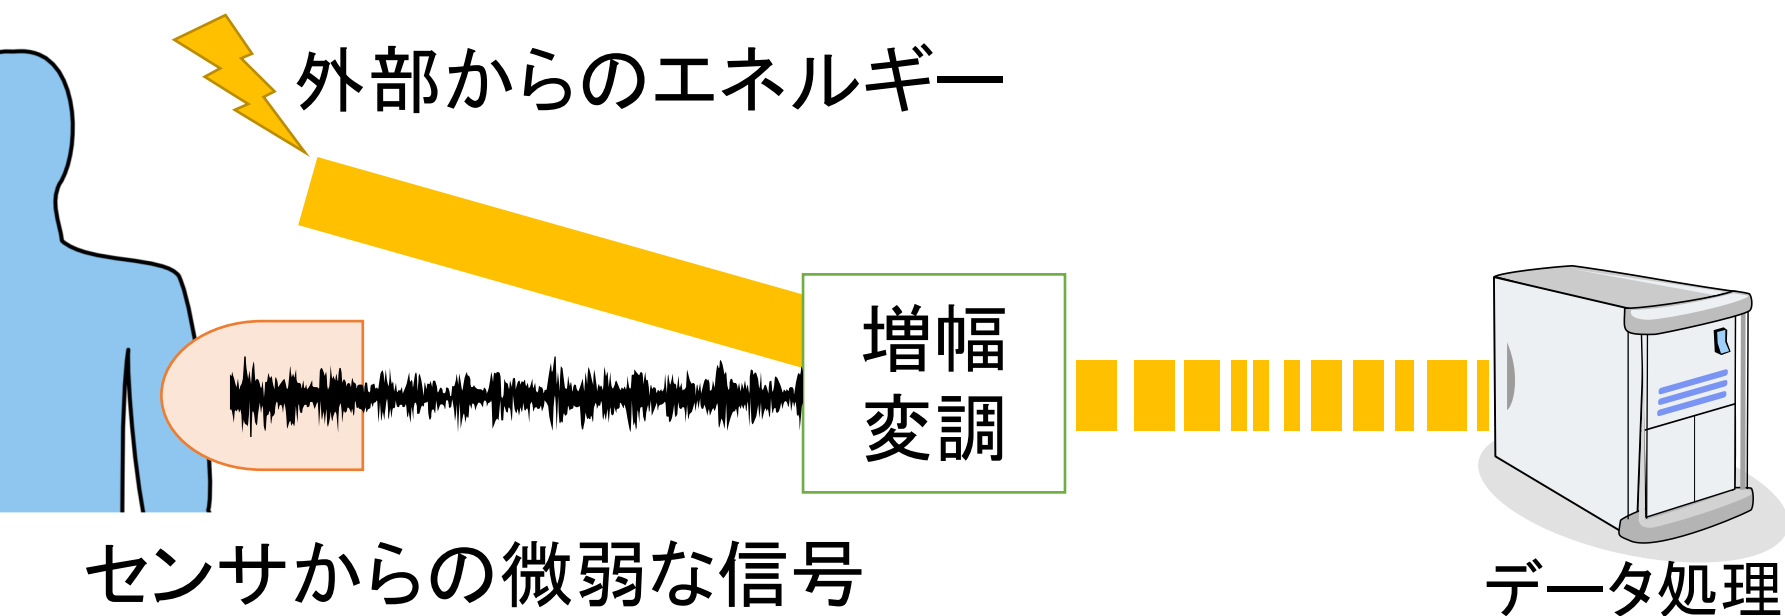 外部からのエネルギー
増幅
変調
センサからの微弱な信号
データ処理